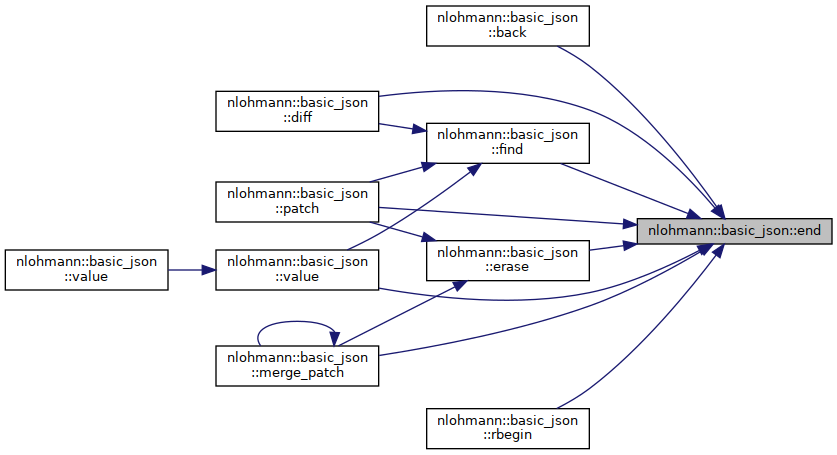 nlohmann::basic_json
::back
nlohmann::basic_json
::diff
nlohmann::basic_json
::find
nlohmann::basic_json
::patch
nlohmann::basic_json::end
nlohmann::basic_json
::erase
nlohmann::basic_json
::value
nlohmann::basic_json
::value
nlohmann::basic_json
::merge_patch
nlohmann::basic_json
::rbegin